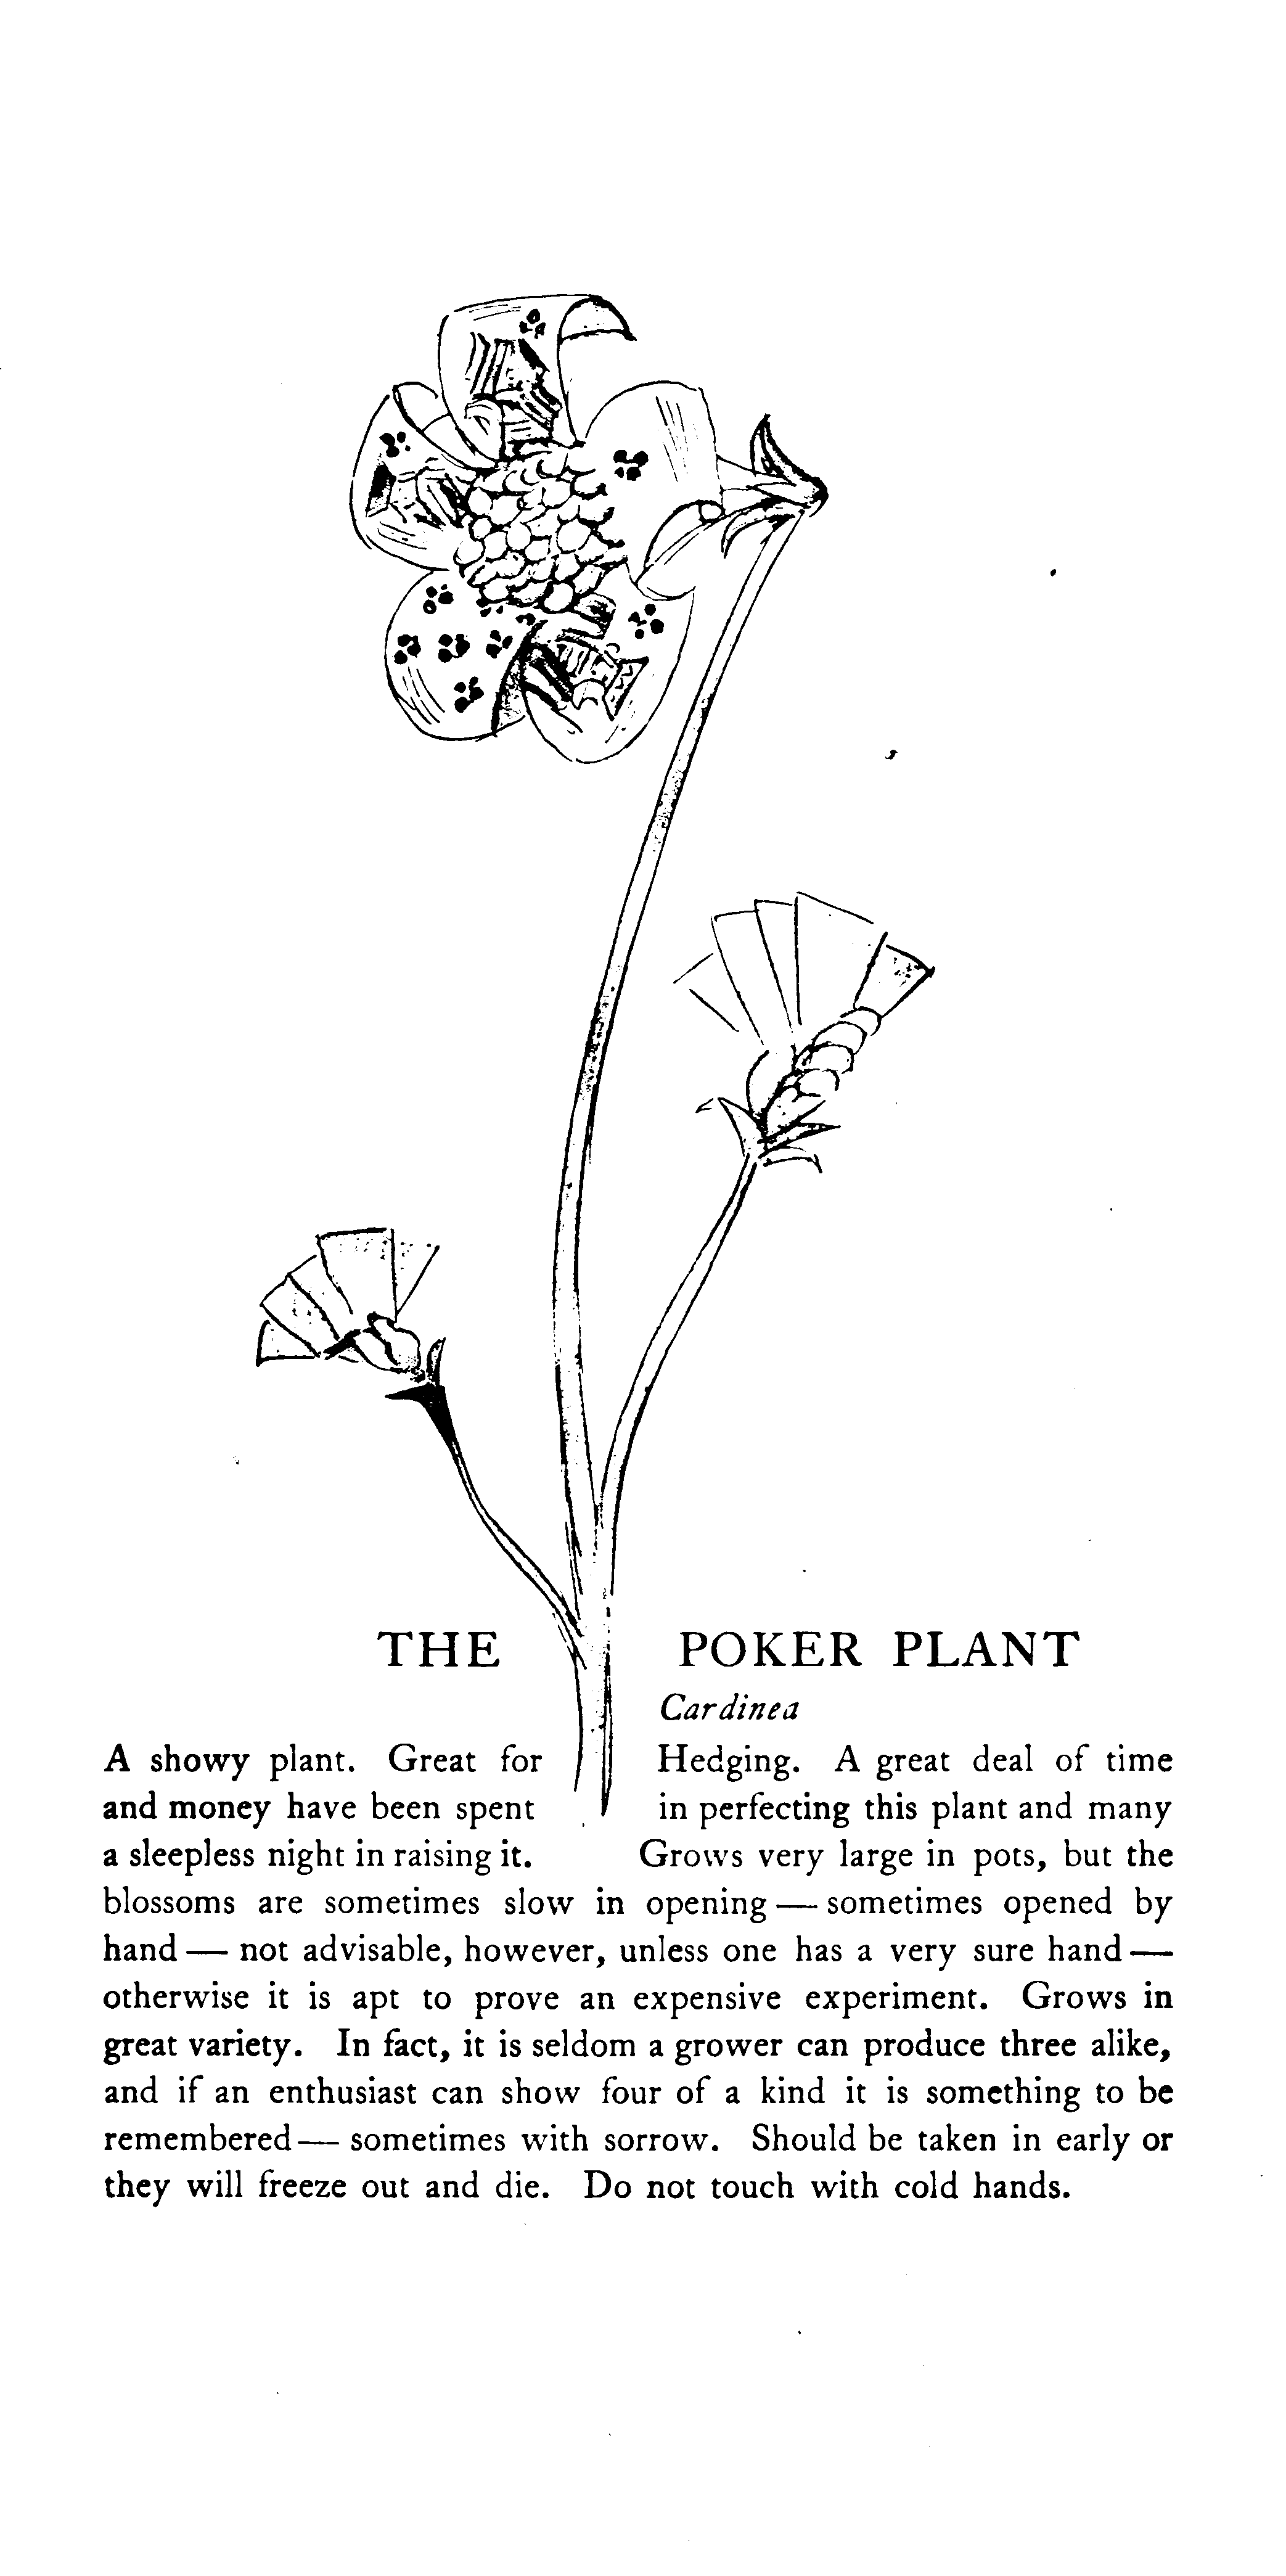 THE POKER PLANT
Cardinea
A showy plant. Great for Hedging. A great deal of time
and money have been spent in perfecting this plant and many
a sleepless night in raising it. Grows very large in pots, but the
blossoms are sometimes slow in opening — sometimes opened by
hand — not advisable, however, unless one has a very sure hand —
otherwise it is apt to prove an expensive experiment. Grows in
great variety. In fact, it is seldom a grower can produce three alike,
and if an enthusiast can show four of a kind it is something to be
remembered — sometimes with sorrow. Should be taken in early or
they will freeze out and die. Do not touch with cold hands.